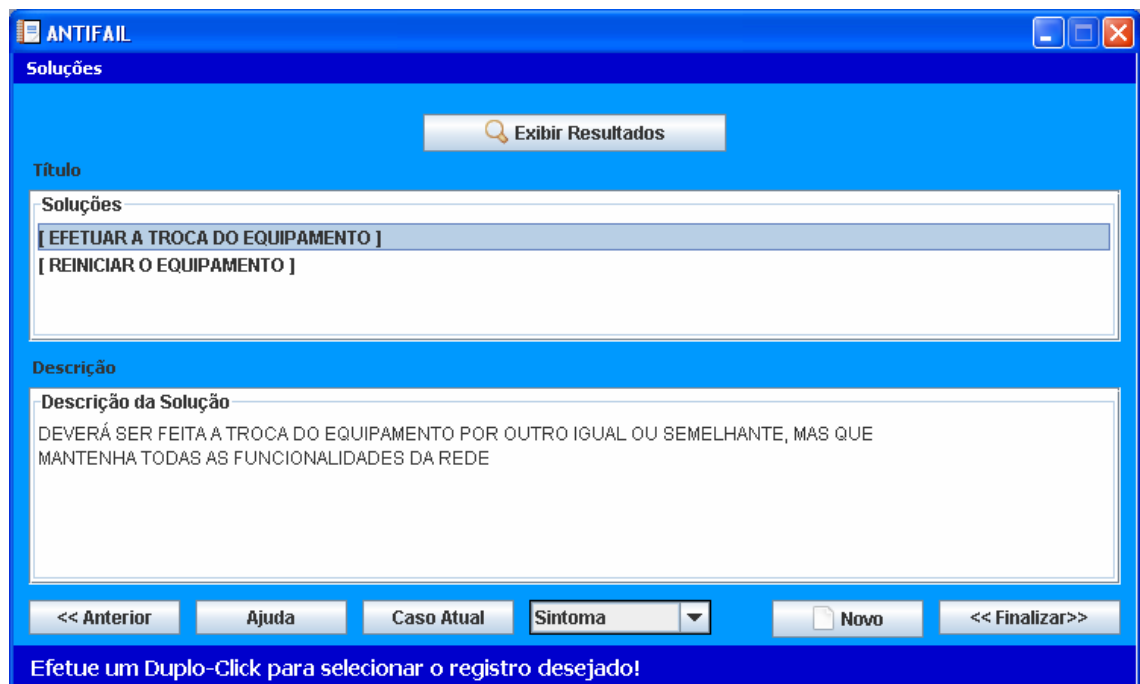 ANTIFAIL
Soluções
Exibir Resultados
Título
Soluções
[ EFETUAR A TROCA DO EQUIPAMENTO ]
[ REINICIAR O EQUIPAMENTO ]
Descrição
Descrição da Solução
DEVERÁ SER FEITA A TROCA DO EQUIPAMENTO POR OUTRO IGUAL OU SEMELHANTE, MAS QUE
MANTENHA TODAS AS FUNCIONALIDADES DA REDE
<< Anterior Ajuda Caso Atual Sintoma Novo << Finalizar>>
Efetue um Duplo-Click para selecionar o registro desejado!